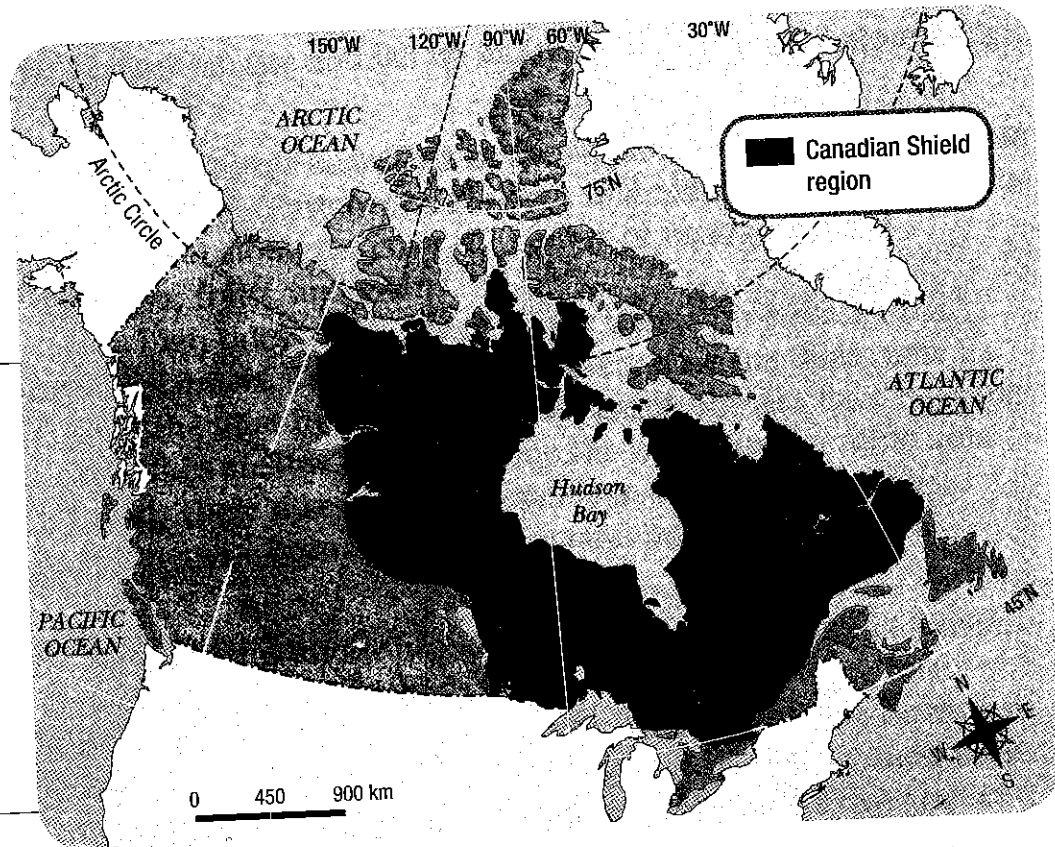 150°W 120°W 90°W 60°W 30°W
ARCTIC
OCEAN
Arctic Circle
Canadian Shield
region
75°N
ATLANTIC
OCEAN
Hudson
Bay
PACIFIC
OCEAN
45°N
N
E
W
S
0 450 900 km